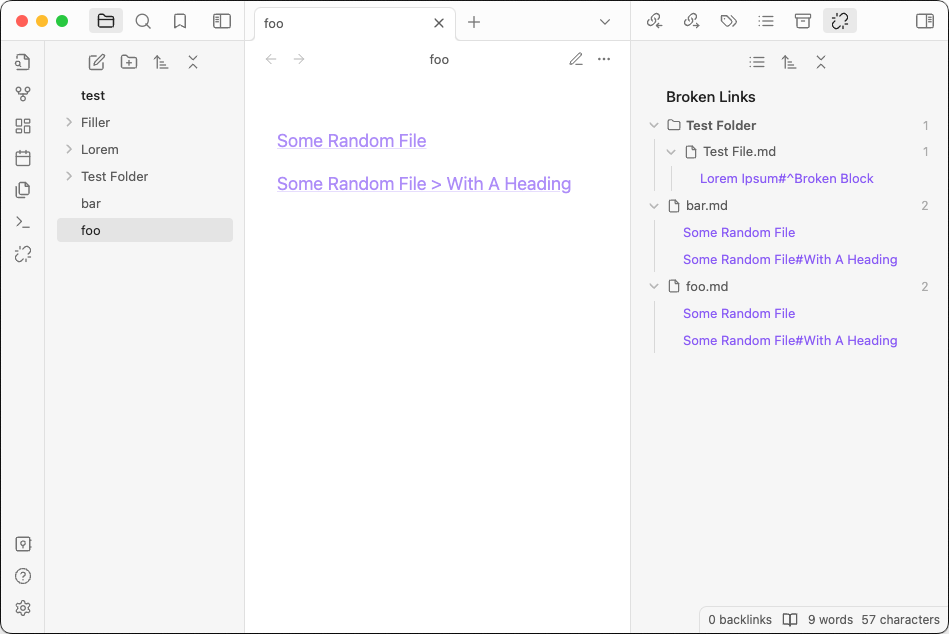 foo
test
Filler
Lorem
Test Folder
bar
foo
foo
Some Random File
Some Random File > With A Heading
Broken Links
Test Folder 1
Test File.md 1
Lorem Ipsum#^Broken Block
bar.md 2
Some Random File
Some Random File#With A Heading
foo.md 2
Some Random File
Some Random File#With A Heading
0 backlinks 9 words 57 characters